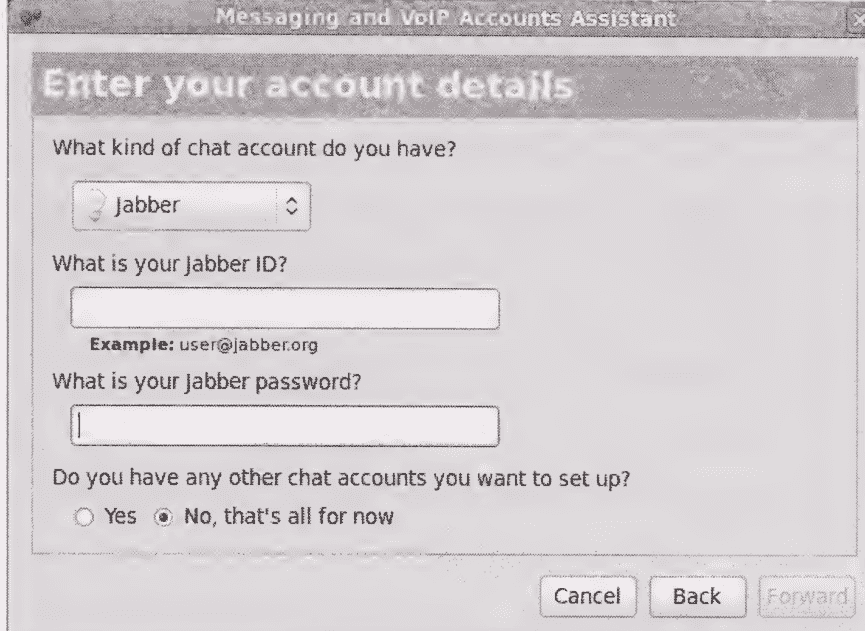 Messaging and VoIP Accounts Assistant
Enter your account details
What kind of chat account do you have?
Jabber
What is your Jabber ID?
Example: user@jabber.org
What is your Jabber password?
Do you have any other chat accounts you want to set up?
Yes No, that's all for now
Cancel Back Forward